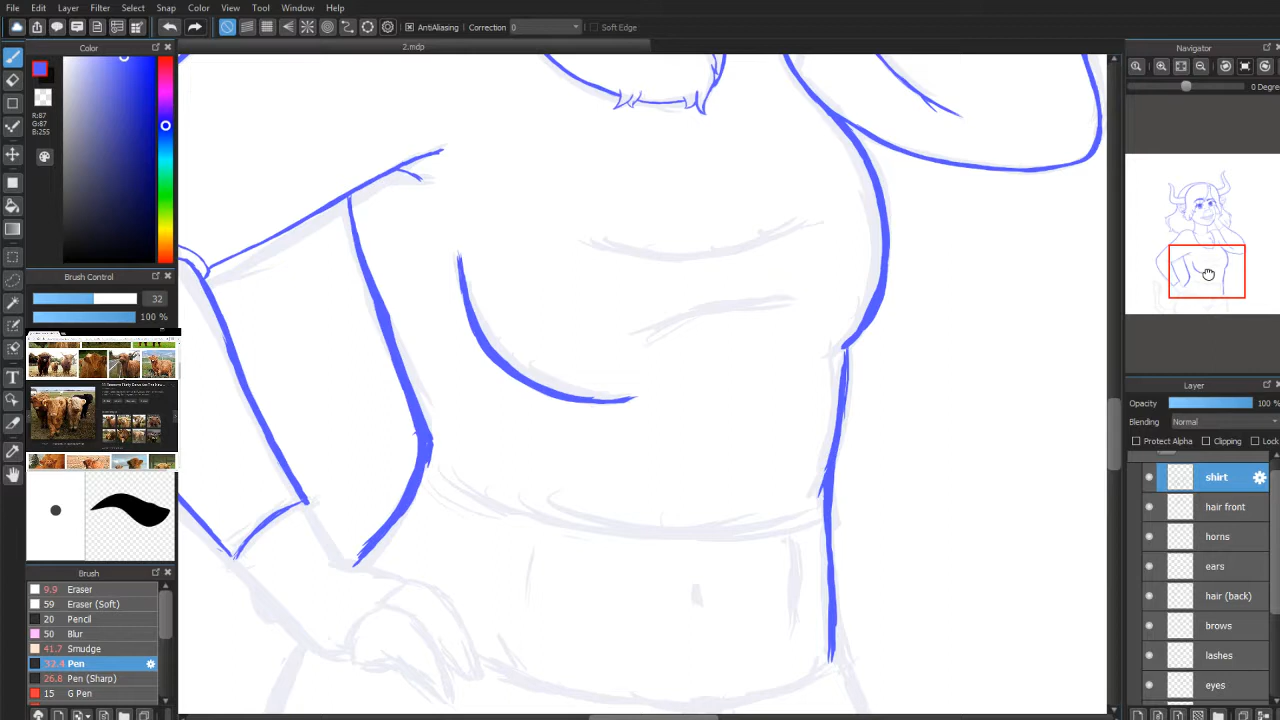 File Edit Layer Filter Select Snap Color View Tool Window Help
AntiAliasing Correction 0 Soft Edge
2.mdp
Color
R:87
G:87
B:255
Brush Control
32
100 %
Brush
9.9 Eraser
59 Eraser (Soft)
20 Pencil
50 Blur
41.7 Smudge
32.4 Pen
26.8 Pen (Sharp)
15 G Pen
Navigator
0 Degree
Layer
Opacity 100 %
Blending Normal
Protect Alpha Clipping Lock
shirt
hair front
horns
ears
hair (back)
brows
lashes
eyes